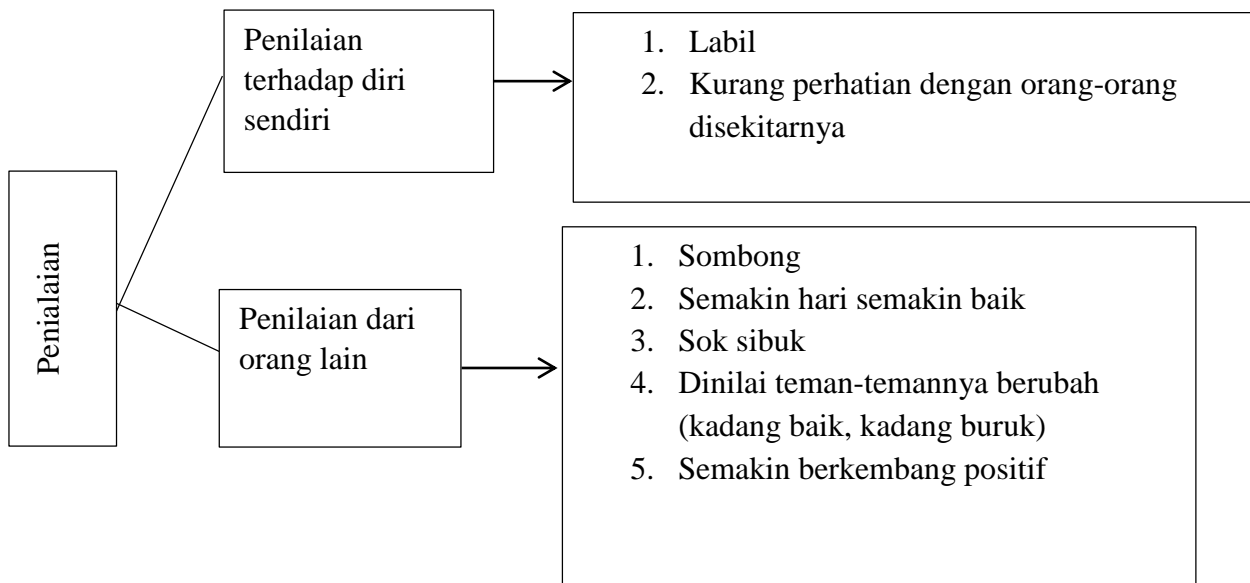 Penialaian
Penilaian
terhadap diri
sendiri
1. Labil
2. Kurang perhatian dengan orang-orang
disekitarnya
Penilaian dari
orang lain
1. Sombong
2. Semakin hari semakin baik
3. Sok sibuk
4. Dinilai teman-temannya berubah
(kadang baik, kadang buruk)
5. Semakin berkembang positif